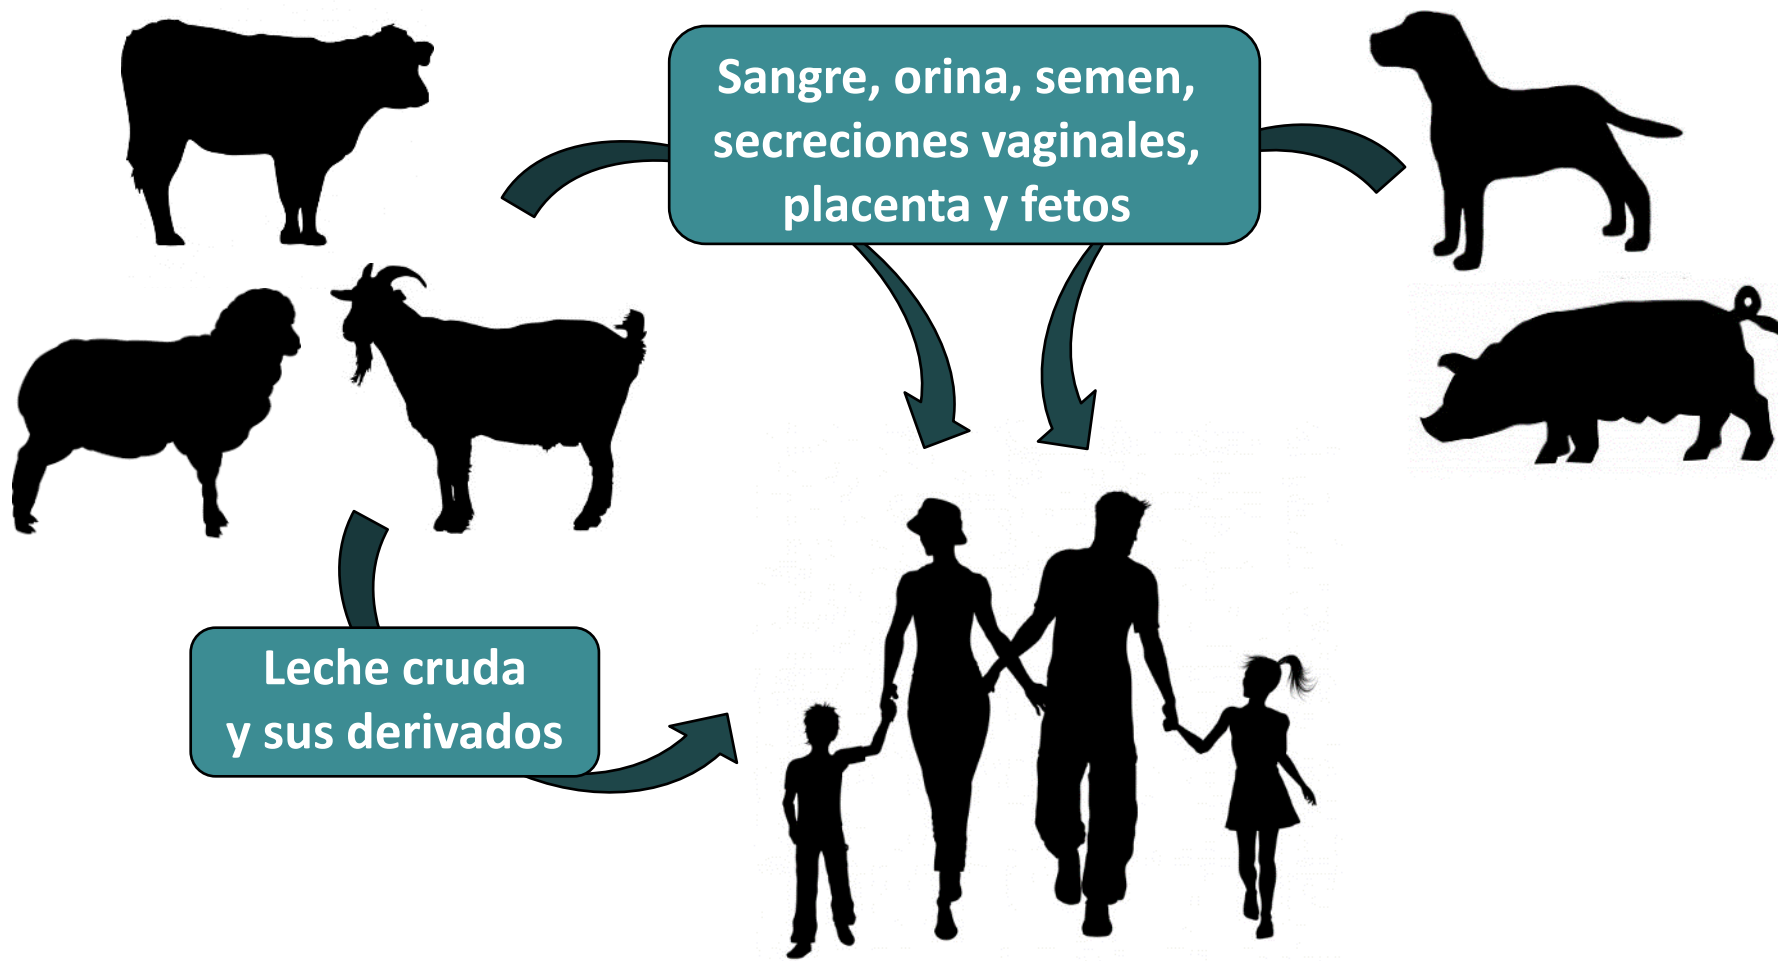 Sangre, orina, semen,
secreciones vaginales,
placenta y fetos
Leche cruda
y sus derivados